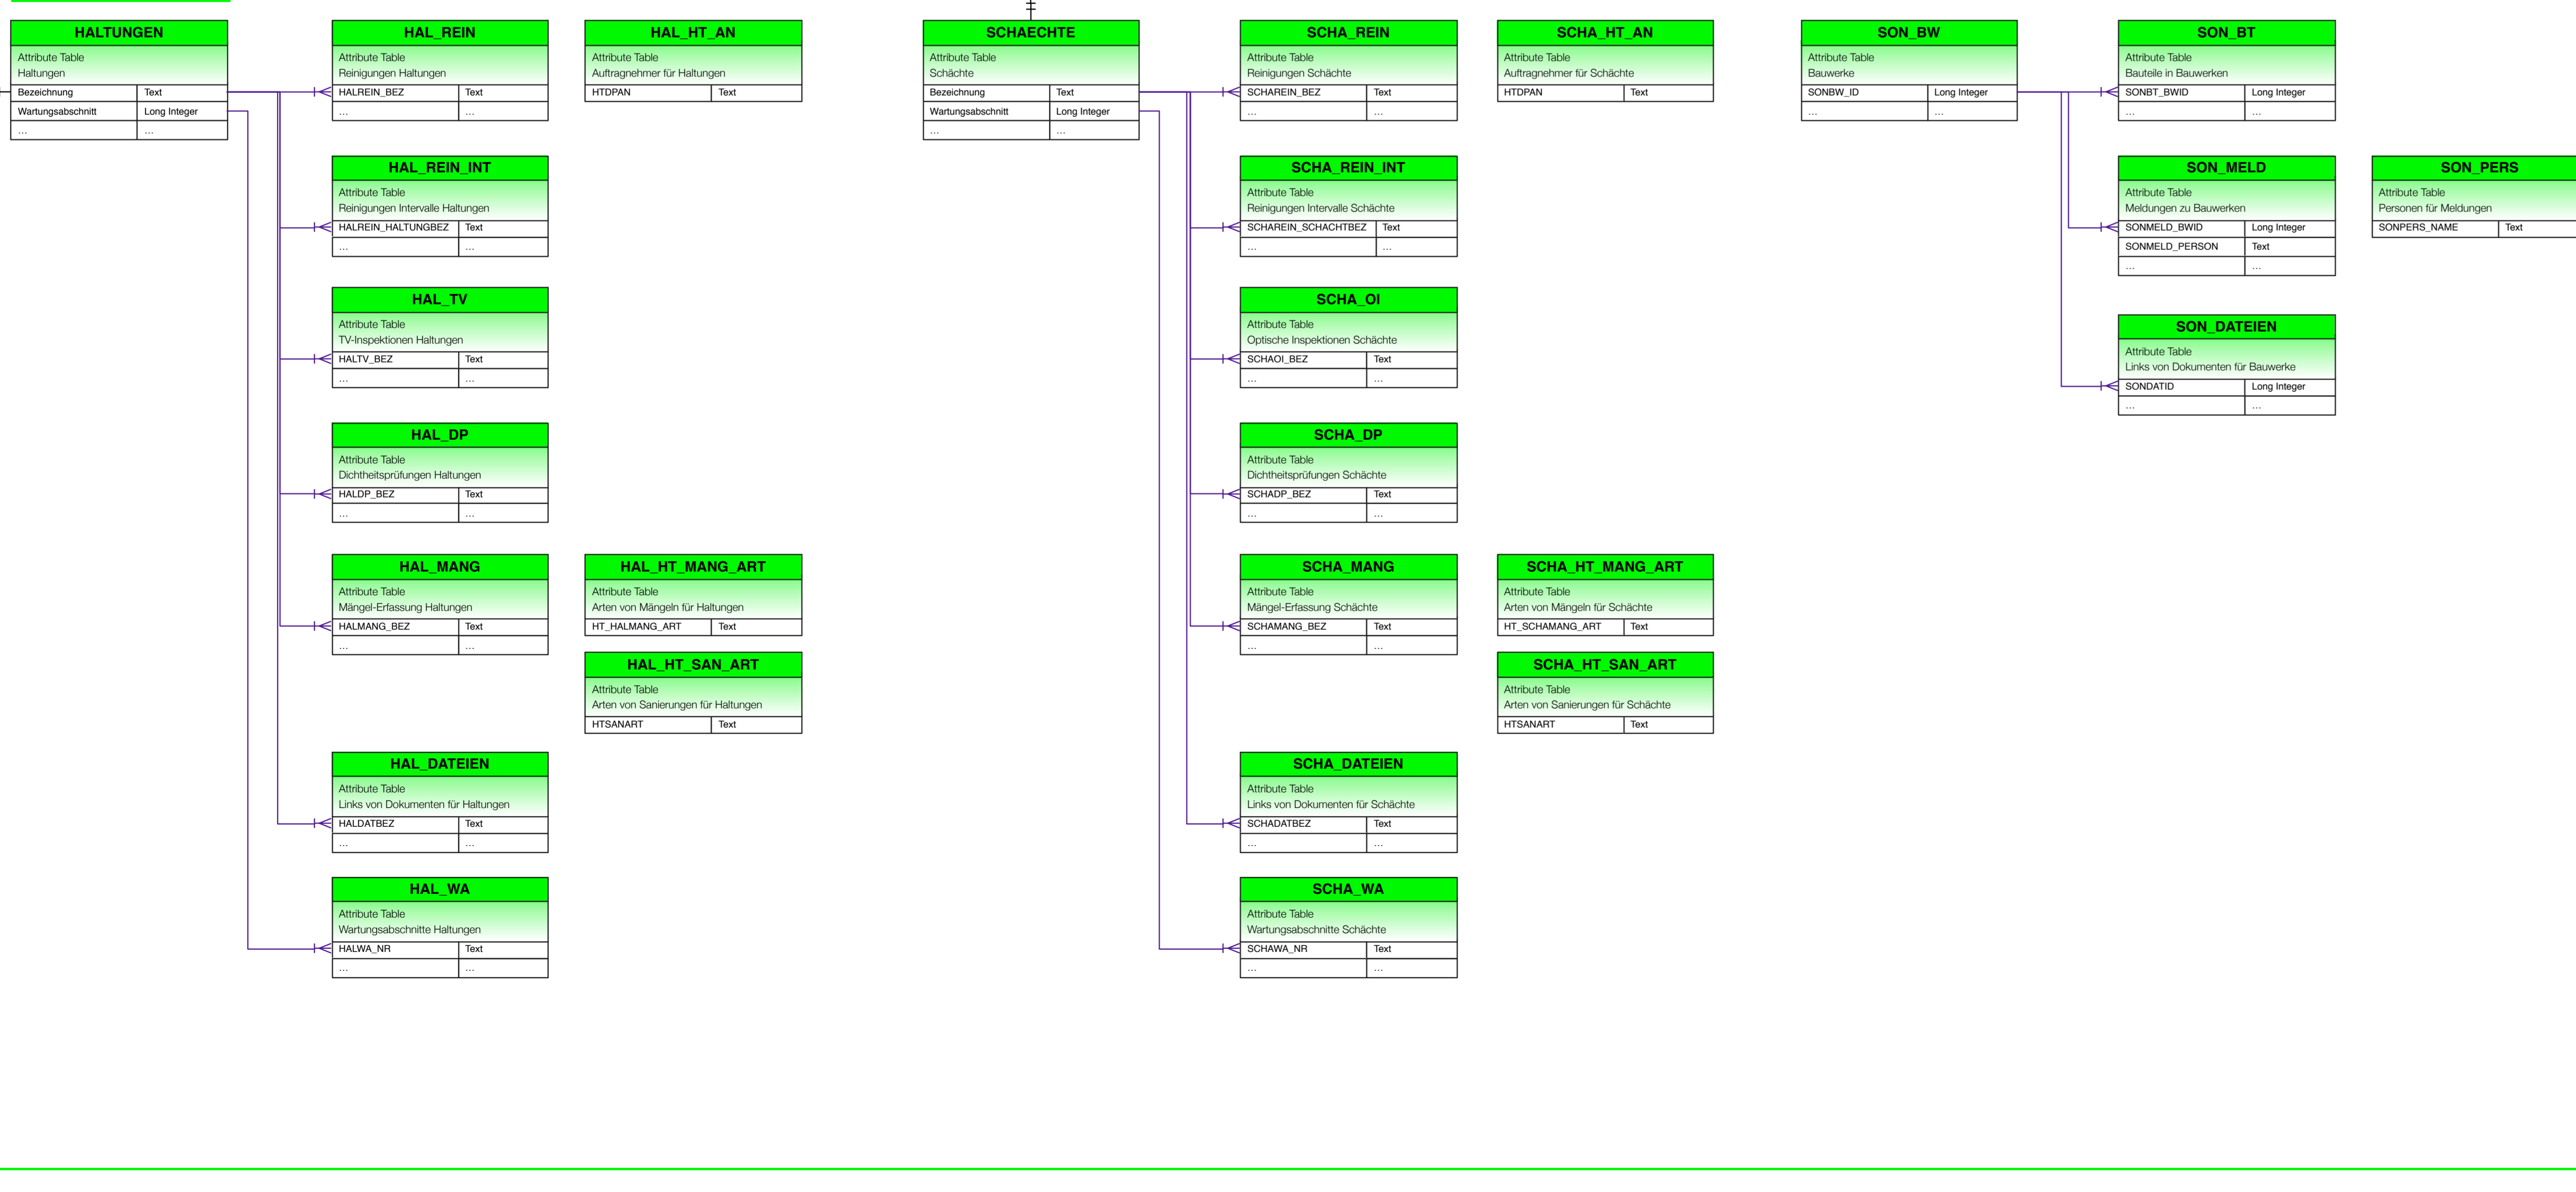 HALTUNGEN
Attribute Table
Haltungen
Bezeichnung Text
Wartungsabschnitt Long Integer
... ...
HAL_REIN
Attribute Table
Reinigungen Haltungen
HALREIN_BEZ Text
... ...
HAL_HT_AN
Attribute Table
Auftragnehmer für Haltungen
HTDPAN Text
HAL_REIN_INT
Attribute Table
Reinigungen Intervalle Haltungen
HALREIN_HALTUNGBEZ Text
... ...
HAL_TV
Attribute Table
TV-Inspektionen Haltungen
HALTV_BEZ Text
... ...
HAL_DP
Attribute Table
Dichtheitsprüfungen Haltungen
HALDP_BEZ Text
... ...
HAL_MANG
Attribute Table
Mängel-Erfassung Haltungen
HALMANG_BEZ Text
... ...
HAL_HT_MANG_ART
Attribute Table
Arten von Mängeln für Haltungen
HT_HALMANG_ART Text
HAL_HT_SAN_ART
Attribute Table
Arten von Sanierungen für Haltungen
HTSANART Text
HAL_DATEIEN
Attribute Table
Links von Dokumenten für Haltungen
HALDATBEZ Text
... ...
HAL_WA
Attribute Table
Wartungsabschnitte Haltungen
HALWA_NR Text
... ...
SCHAECHTE
Attribute Table
Schächte
Bezeichnung Text
Wartungsabschnitt Long Integer
... ...
SCHA_REIN
Attribute Table
Reinigungen Schächte
SCHAREIN_BEZ Text
... ...
SCHA_HT_AN
Attribute Table
Auftragnehmer für Schächte
HTDPAN Text
SCHA_REIN_INT
Attribute Table
Reinigungen Intervalle Schächte
SCHAREIN_SCHACHTBEZ Text
... ...
SCHA_OI
Attribute Table
Optische Inspektionen Schächte
SCHAOI_BEZ Text
... ...
SCHA_DP
Attribute Table
Dichtheitsprüfungen Schächte
SCHADP_BEZ Text
... ...
SCHA_MANG
Attribute Table
Mängel-Erfassung Schächte
SCHAMANG_BEZ Text
... ...
SCHA_HT_MANG_ART
Attribute Table
Arten von Mängeln für Schächte
HT_SCHAMANG_ART Text
SCHA_HT_SAN_ART
Attribute Table
Arten von Sanierungen für Schächte
HTSANART Text
SCHA_DATEIEN
Attribute Table
Links von Dokumenten für Schächte
SCHADATBEZ Text
... ...
SCHA_WA
Attribute Table
Wartungsabschnitte Schächte
SCHAWA_NR Text
... ...
SON_BW
Attribute Table
Bauwerke
SONBW_ID Long Integer
... ...
SON_BT
Attribute Table
Bauteile in Bauwerken
SONBT_BWID Long Integer
... ...
SON_MELD
Attribute Table
Meldungen zu Bauwerken
SONMELD_BWID Long Integer
SONMELD_PERSON Text
... ...
SON_PERS
Attribute Table
Personen für Meldungen
SONPERS_NAME Text
SON_DATEIEN
Attribute Table
Links von Dokumenten für Bauwerke
SONDATID Long Integer
... ...